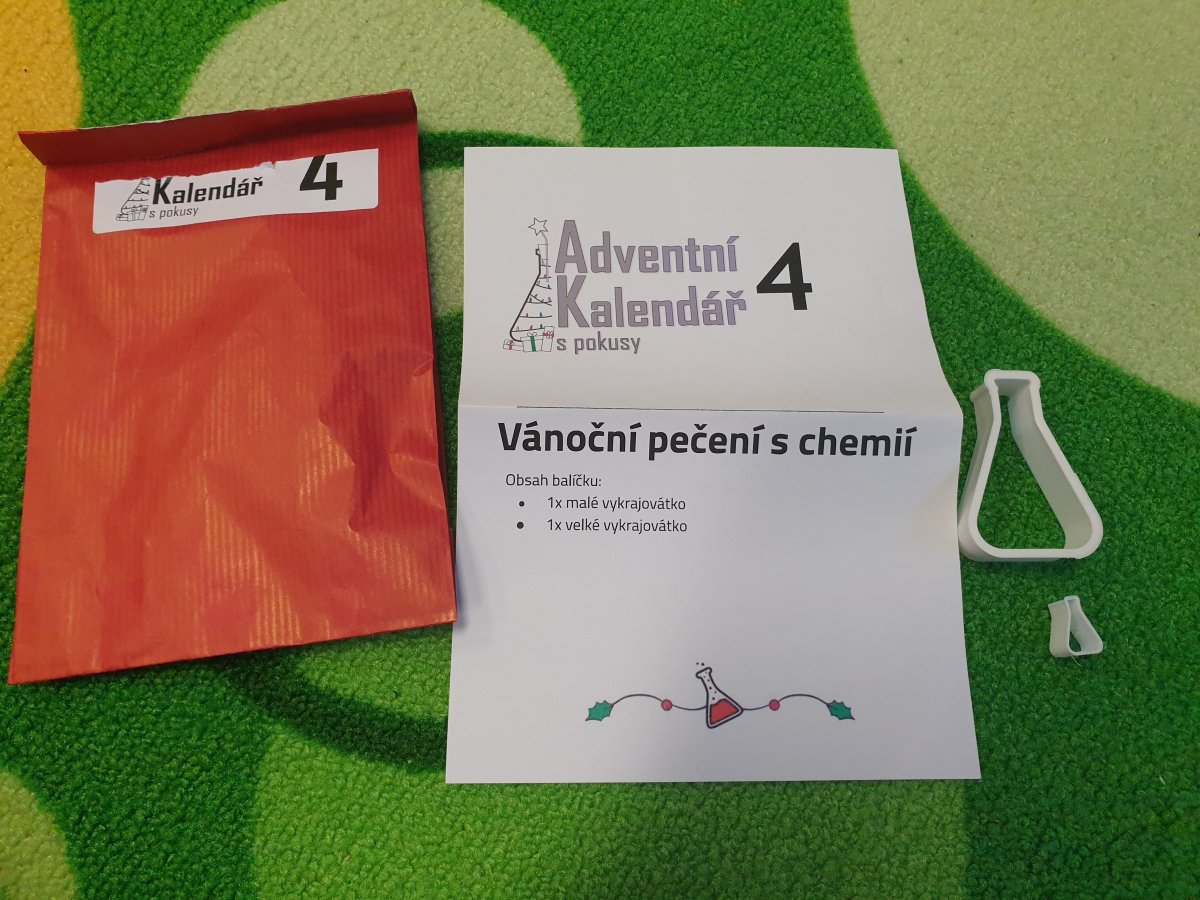 Kalendář
s pokusy
4
Adventní
Kalendář
s pokusy
4
Vánoční pečení s chemií
Obsah balíčku:
● 1x malé vykrajovátko
● 1x velké vykrajovátko